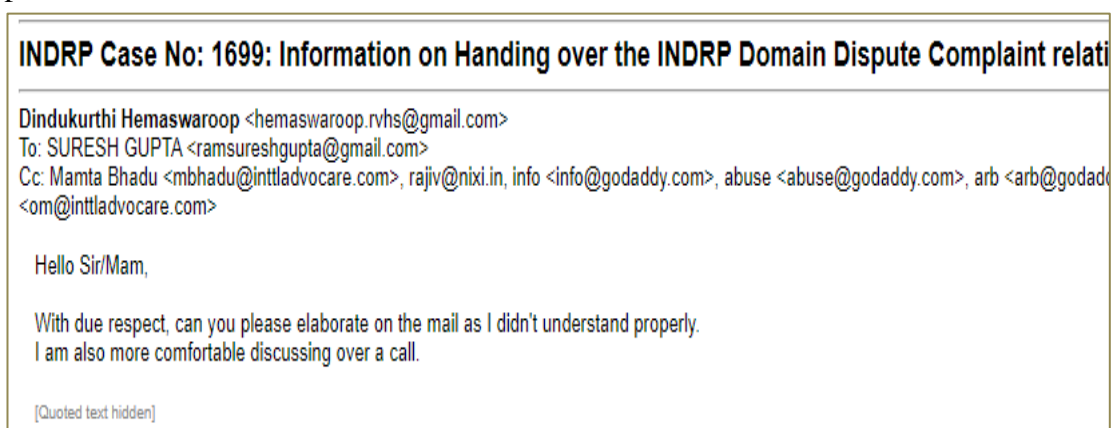 INDRP Case No: 1699: Information on Handing over the INDRP Domain Dispute Complaint relati
Dindukurthi Hemaswaroop <hemaswaroop.rvhs@gmail.com>
To: SURESH GUPTA <ramsureshgupta@gmail.com>
Cc: Mamta Bhadu <mbhadu@inttladvocare.com>, rajiv@nixi.in, info <info@godaddy.com>, abuse <abuse@godaddy.com>, arb <arb@godadd
<om@inttladvocare.com>
Hello Sir/Mam,
With due respect, can you please elaborate on the mail as I didn't understand properly.
I am also more comfortable discussing over a call.
[Quoted text hidden]